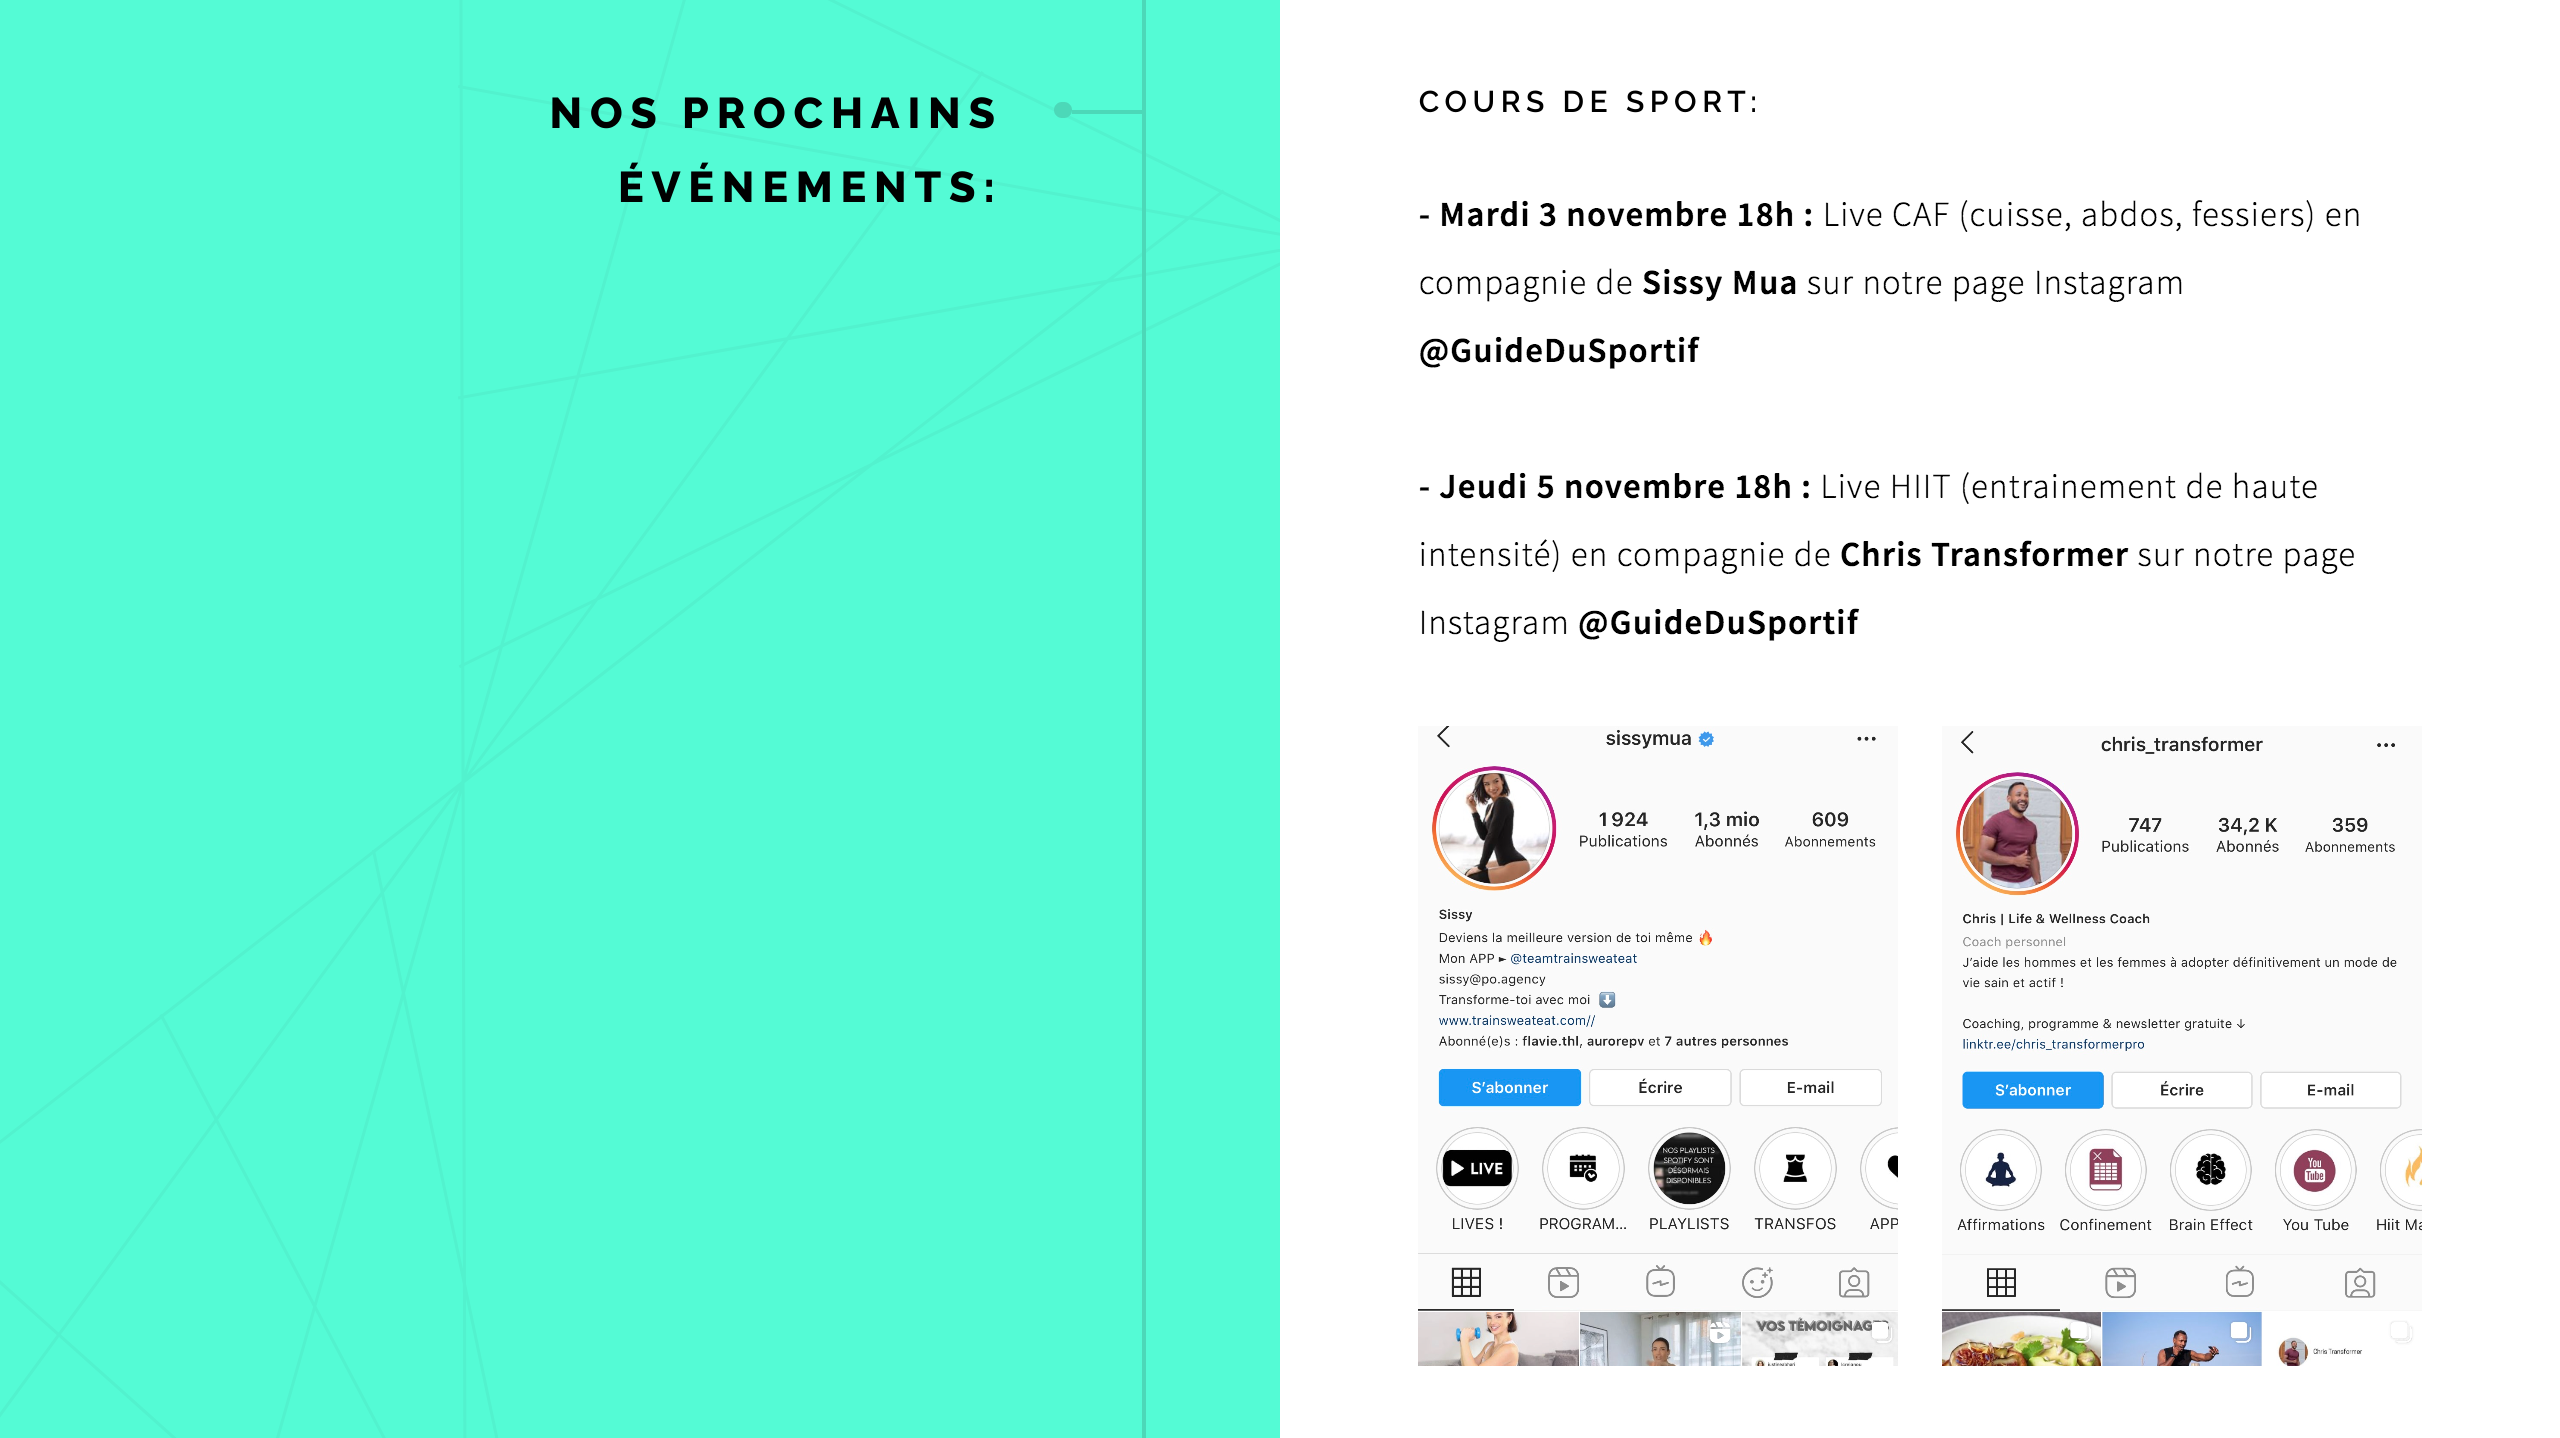 NOS PROCHAINS
ÉVÉNEMENTS:
COURS DE SPORT:
- Mardi 3 novembre 18h : Live CAF (cuisse, abdos, fessiers) en
compagnie de Sissy Mua sur notre page Instagram
@GuideDuSportif
- Jeudi 5 novembre 18h : Live HIIT (entrainement de haute
intensité) en compagnie de Chris Transformer sur notre page
Instagram @GuideDuSportif
sissymua
1 924 1,3 mio 609
Publications Abonnés Abonnements
Sissy
Deviens la meilleure version de toi même
Mon APP ► @teamtrainsweateat
sissy@po.agency
Transforme-toi avec moi
www.trainsweateat.com//
Abonné(e)s : flavie.thl, aurorepv et 7 autres personnes
S'abonner Écrire E-mail
LIVE
NOS PLAYLISTS
SPOTIFY SONT
DÉSORMAIS
DISPONIBLES
LIVES ! PROGRAM... PLAYLISTS TRANSFOS APP
VOS TÉMOIGNAGES
chris_transformer
747 34,2 K 359
Publications Abonnés Abonnements
Chris | Life & Wellness Coach
Coach personnel
J'aide les hommes et les femmes à adopter définitivement un mode de
vie sain et actif !
Coaching, programme & newsletter gratuite ↓
linktr.ee/chris_transformerpro
S'abonner Écrire E-mail
You
Tube
Affirmations Confinement Brain Effect You Tube Hiit Ma
Chris Transformer